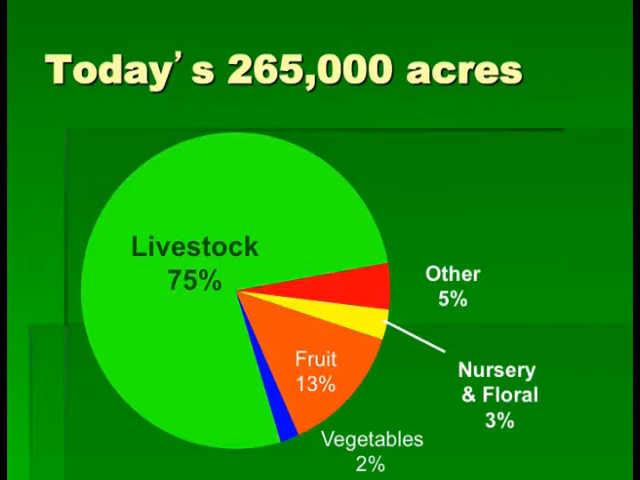 Today's 265,000 acres
Livestock
75%
Other
5%
Nursery
& Floral
3%
Fruit
13%
Vegetables
2%